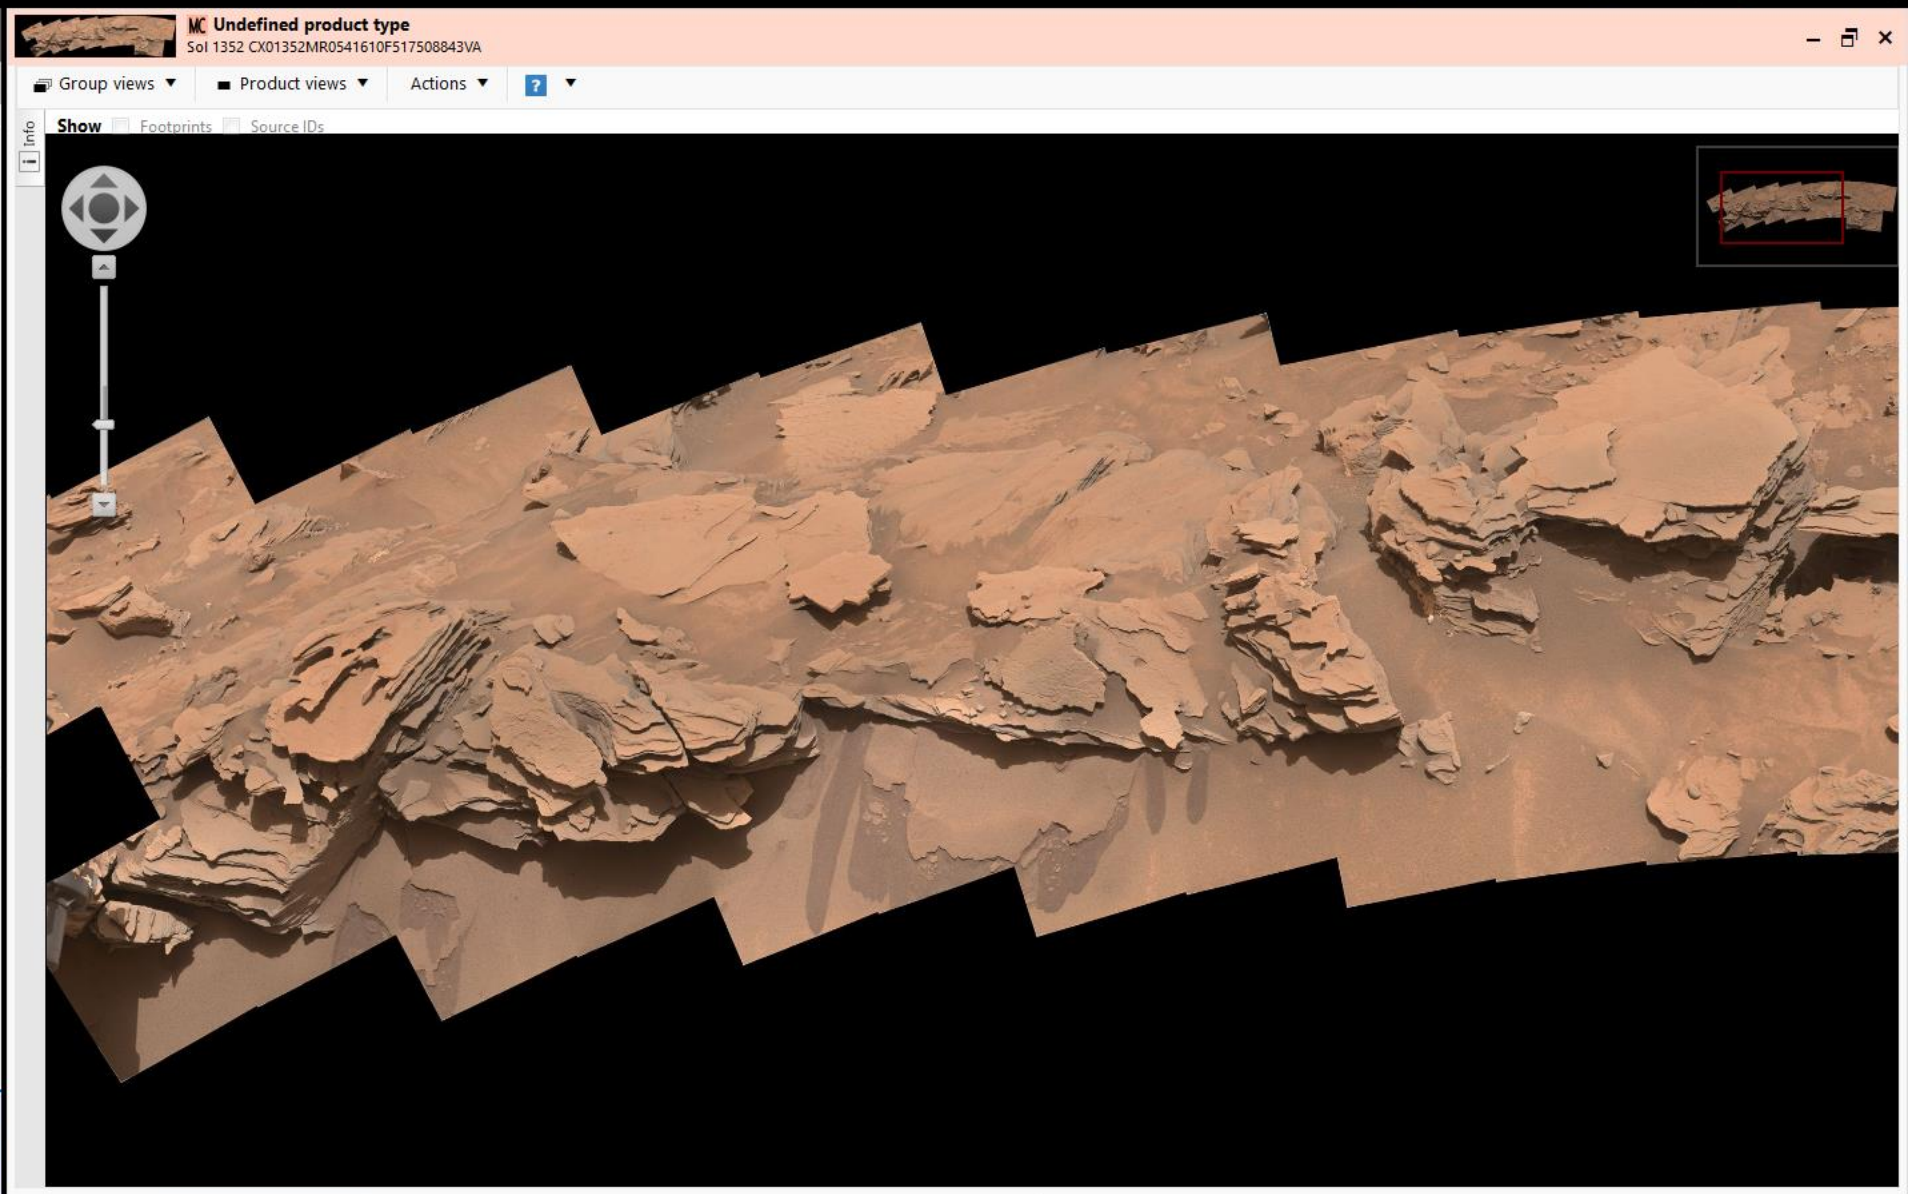 MC Undefined product type
Sol 1352 CX01352MR0541610F517508843VA
Group views Product views Actions ?
Info
Show Footprints Source IDs